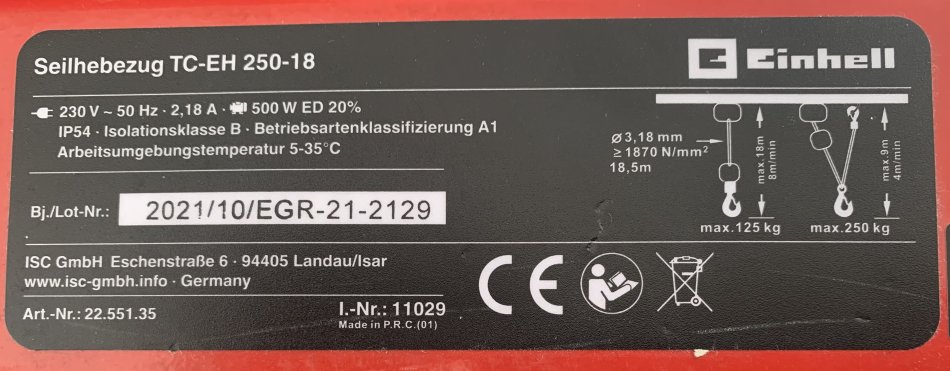 Seilhebezug TC-EH 250-18
Einhell
230 V ~ 50 Hz · 2,18 A · 500 W ED 20%
IP54 · Isolationsklasse B · Betriebsartenklassifizierung A1
Arbeitsumgebungstemperatur 5-35°C
Ø 3,18 mm
≥ 1870 N/mm²
18,5m
max.18m
8m/min
max.125 kg
max.9m
4m/min
max.250 kg
Bj./Lot-Nr.: 2021/10/EGR-21-2129
ISC GmbH Eschenstraße 6 · 94405 Landau/Isar
www.isc-gmbh.info · Germany
Art.-Nr.: 22.551.35
I.-Nr.: 11029
Made in P.R.C.(01)
CE